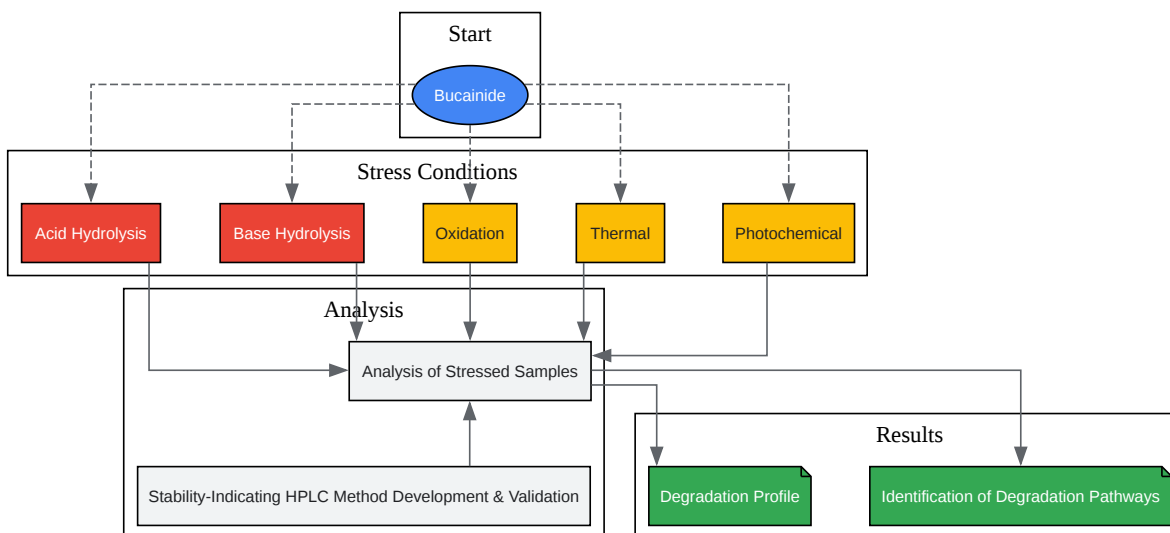 Start
Bucainide
Stress Conditions
Acid Hydrolysis
Base Hydrolysis
Oxidation
Thermal
Photochemical
Analysis
Analysis of Stressed Samples
Results
Stability-Indicating HPLC Method Development & Validation
Degradation Profile
Identification of Degradation Pathways